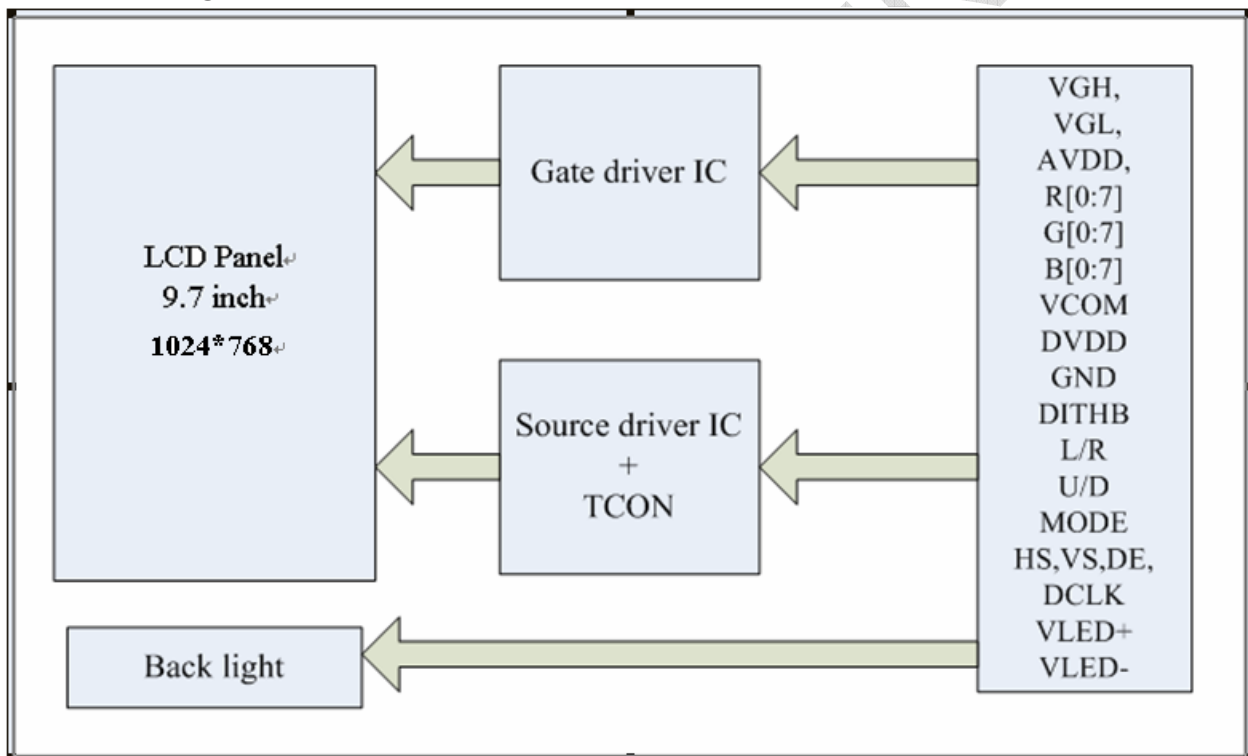 LCD Panel↵
9.7 inch↵
1024*768↵
Gate driver IC
Source driver IC
+
TCON
Back light
VGH,
VGL,
AVDD,
R[0:7]
G[0:7]
B[0:7]
VCOM
DVDD
GND
DITHB
L/R
U/D
MODE
HS,VS,DE,
DCLK
VLED+
VLED-